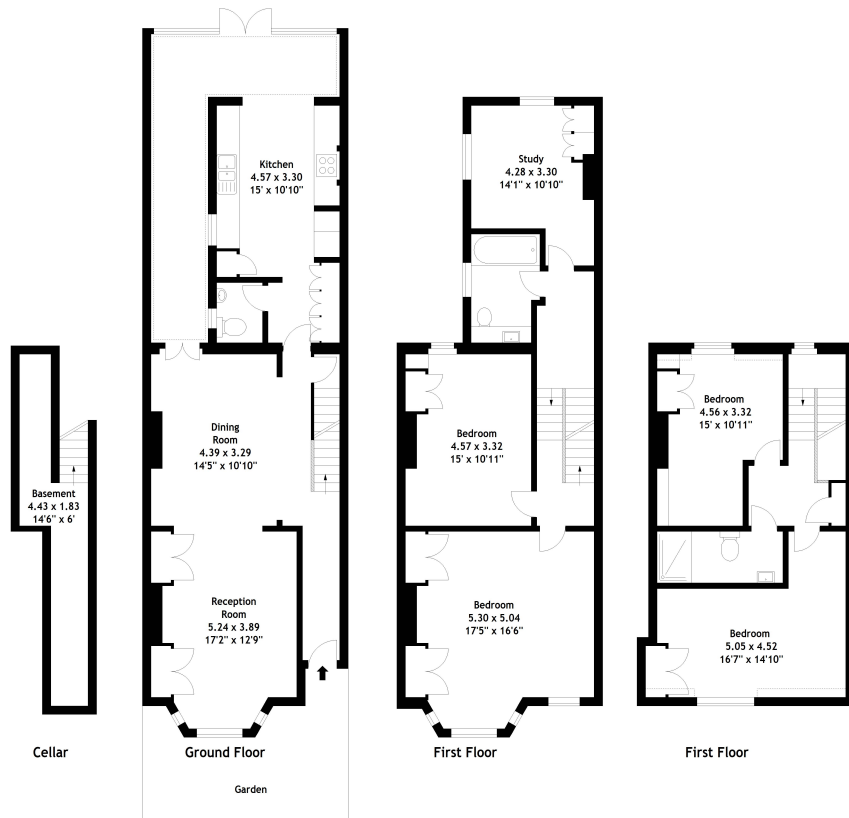 Kitchen
4.57 x 3.30
15' x 10'10"
Study
4.28 x 3.30
14'1" x 10'10"
Dining
Room
4.39 x 3.29
14'5" x 10'10"
Bedroom
4.57 x 3.32
15' x 10'11"
Bedroom
4.56 x 3.32
15' x 10'11"
Basement
4.43 x 1.83
14'6" x 6'
Reception
Room
5.24 x 3.89
17'2" x 12'9"
Bedroom
5.30 x 5.04
17'5" x 16'6"
Bedroom
5.05 x 4.52
16'7" x 14'10"
Cellar
Ground Floor
First Floor
First Floor
Garden